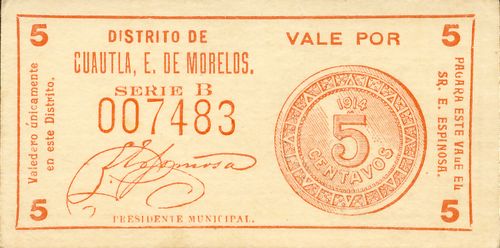 5
DISTRITO DE
CUAUTLA, E. DE MORELOS.
SERIE B
007483
PRESIDENTE MUNICIPAL.
VALE POR
5
1914
5
CENTAVOS
Valedero únicamente
en este Distrito.
PAGARA ESTE VALE EL
SR. E. ESPINOSA.
5
5